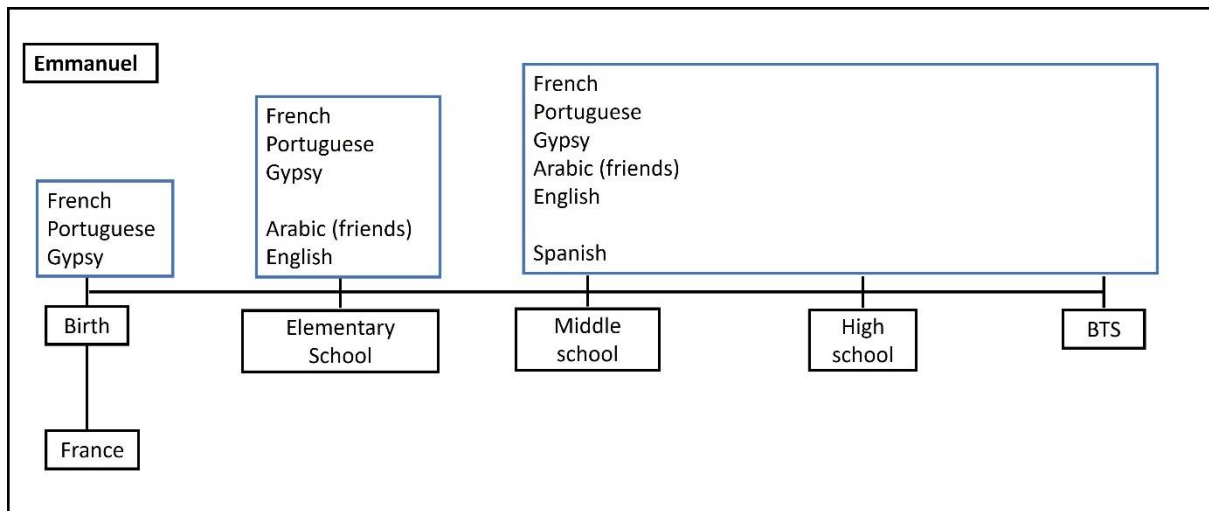 Emmanuel
French
Portuguese
Gypsy
French
Portuguese
Gypsy
Arabic (friends)
English
French
Portuguese
Gypsy
Arabic (friends)
English
Spanish
Birth
Elementary
School
Middle
school
High
school
BTS
France